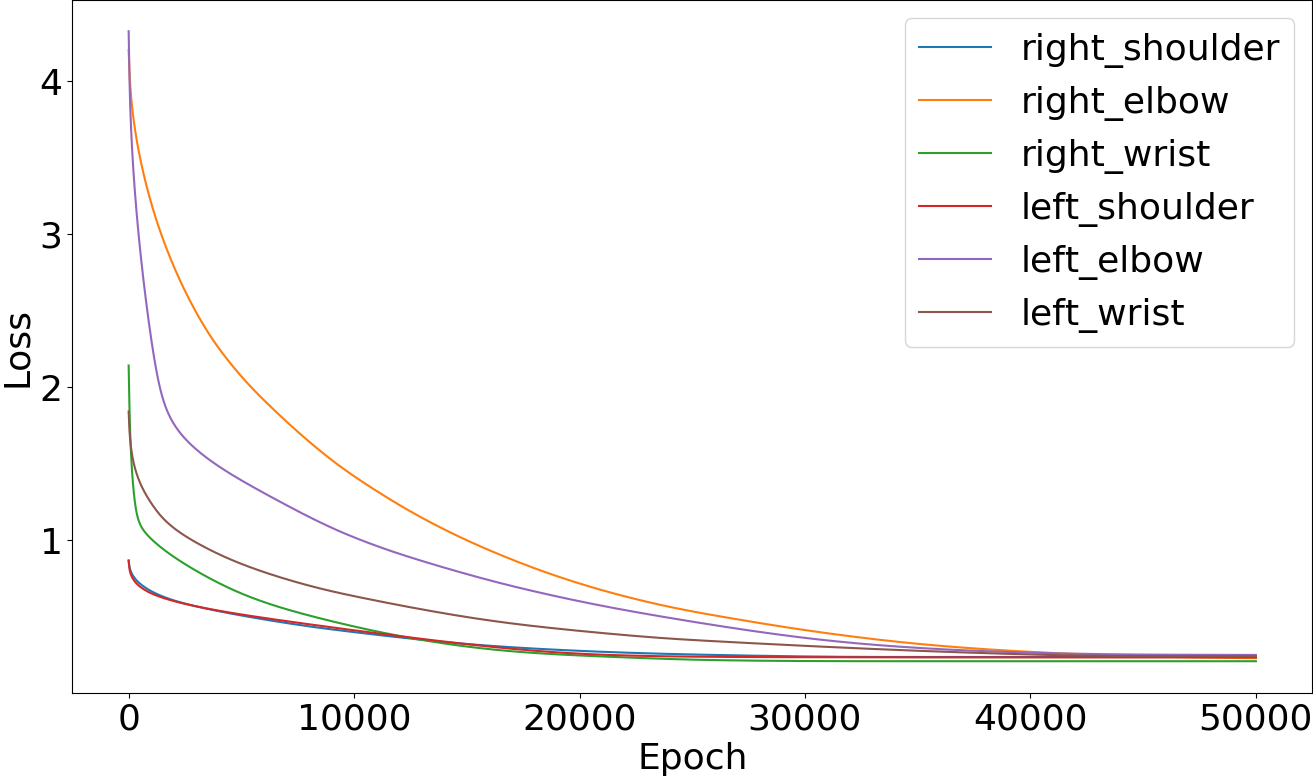 4
3
2
1
Loss
right_shoulder
right_elbow
right_wrist
left_shoulder
left_elbow
left_wrist
0 10000 20000 30000 40000 50000
Epoch